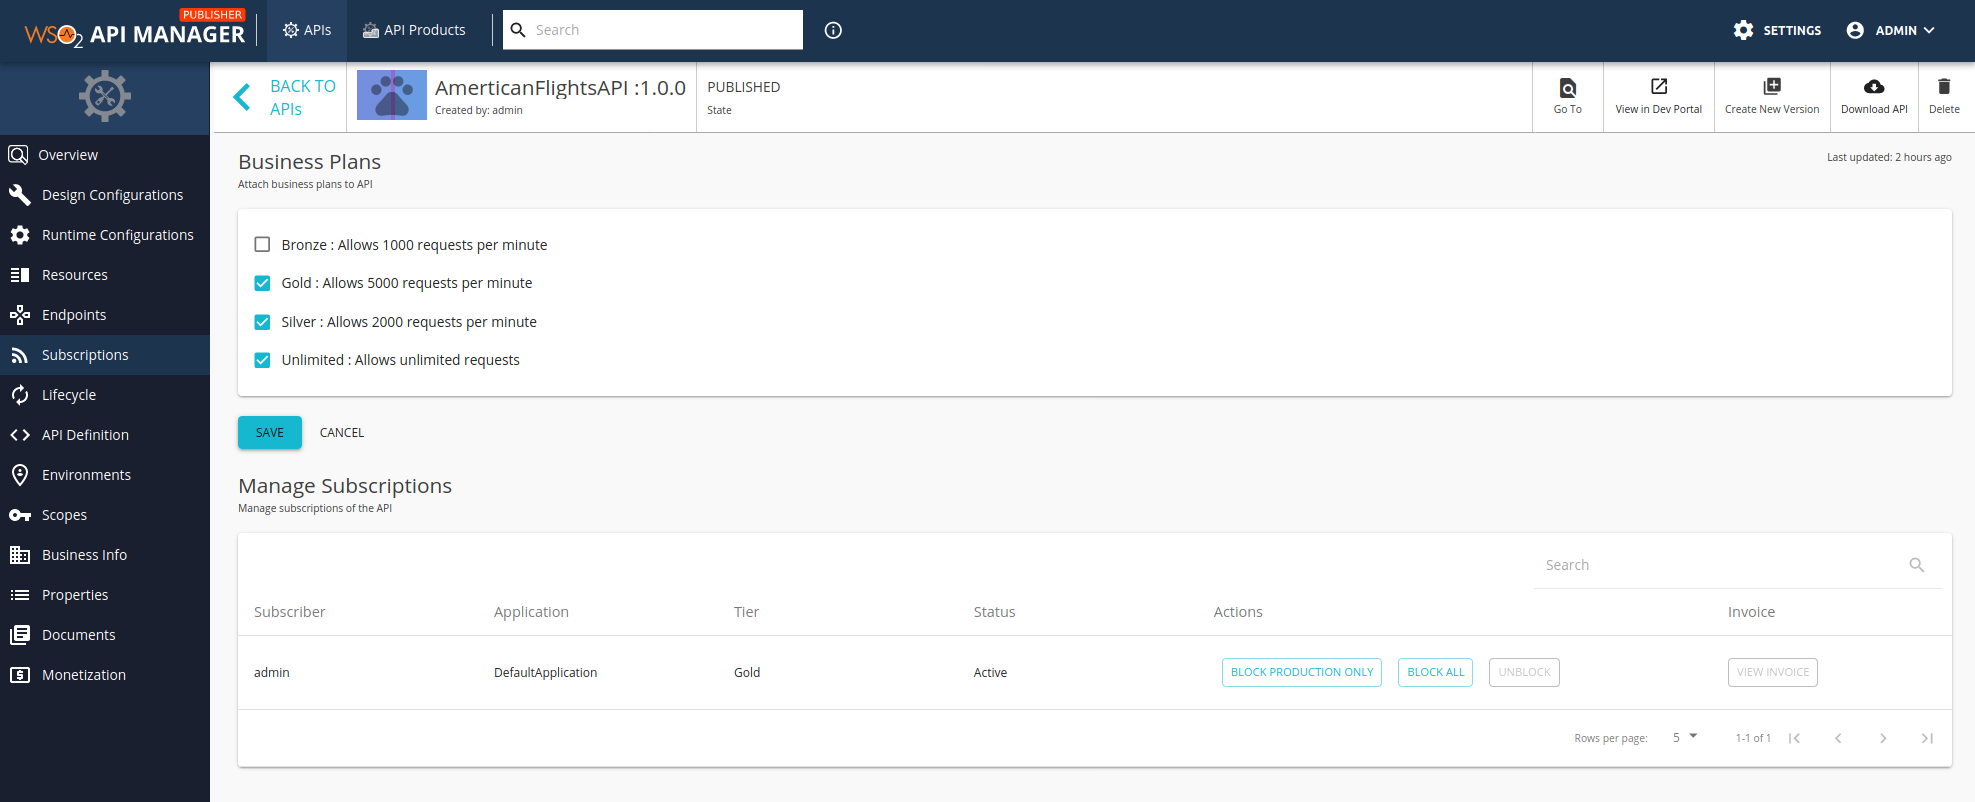 PUBLISHER
WSO2 API MANAGER
APIs
API Products
Search
SETTINGS
ADMIN
BACK TO
APIs
AmerticanFlightsAPI :1.0.0
Created by: admin
PUBLISHED
State
Go To
View in Dev Portal
Create New Version
Download API
Delete
Overview
Design Configurations
Runtime Configurations
Resources
Endpoints
Subscriptions
Lifecycle
API Definition
Environments
Scopes
Business Info
Properties
Documents
Monetization
Business Plans
Last updated: 2 hours ago
Attach business plans to API
Bronze : Allows 1000 requests per minute
Gold : Allows 5000 requests per minute
Silver : Allows 2000 requests per minute
Unlimited : Allows unlimited requests
SAVE CANCEL
Manage Subscriptions
Manage subscriptions of the API
Search
Subscriber Application Tier Status Actions Invoice
admin DefaultApplication Gold Active BLOCK PRODUCTION ONLY BLOCK ALL UNBLOCK VIEW INVOICE
Rows per page: 5 1-1 of 1